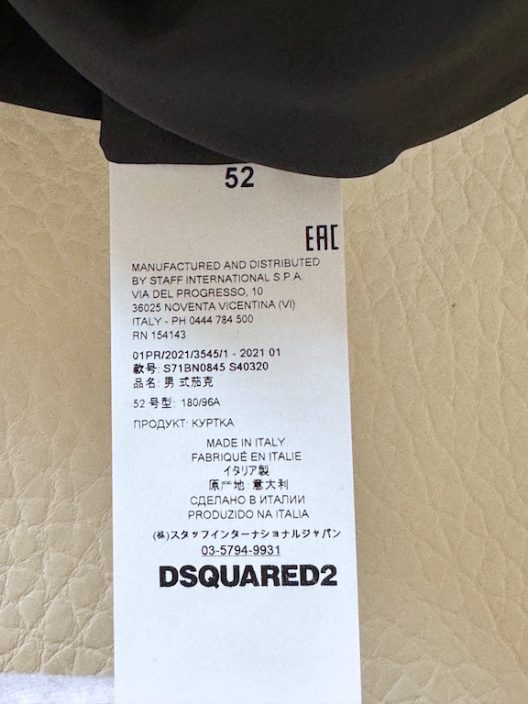 52
EAC
MANUFACTURED AND DISTRIBUTED
BY STAFF INTERNATIONAL S.P.A.
VIA DEL PROGRESSO, 10
36025 NOVENTA VICENTINA (VI)
ITALY - PH 0444 784 500
RN 154143
01PR/2021/3545/1 - 2021 01
款号: S71BN0845 S40320
品名: 男 式茄克
52 号型: 180/96A
ПРОДУКТ: КУРТКА
MADE IN ITALY
FABRIQUÉ EN ITALIE
イタリア製
原产地: 意大利
СДЕЛАНО В ИТАЛИИ
PRODUZIDO NA ITALIA
(株)スタッフインターナショナルジャパン
03-5794-9931
DSQUARED2